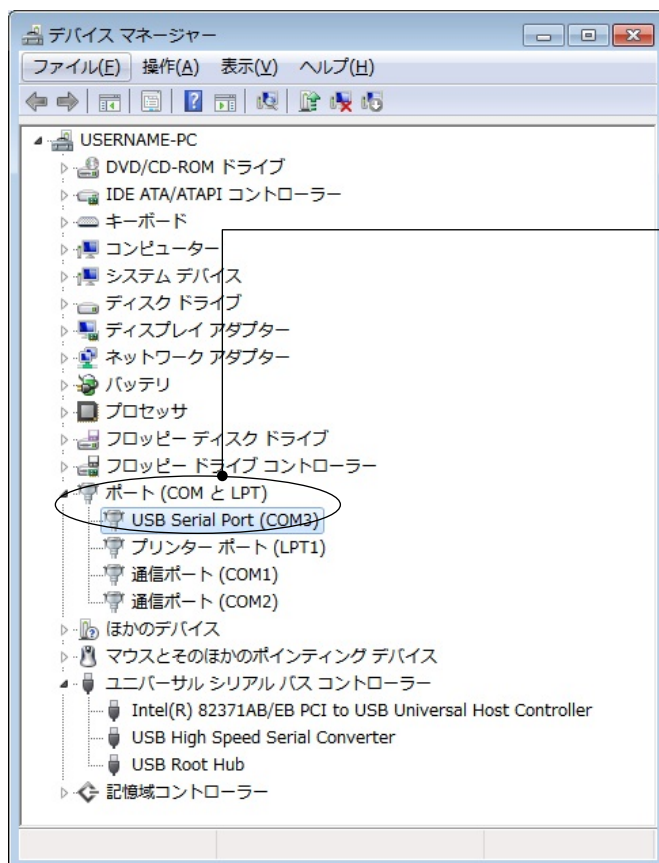 デバイス マネージャー
ファイル(F) 操作(A) 表示(V) ヘルプ(H)
USERNAME-PC
DVD/CD-ROM ドライブ
IDE ATA/ATAPI コントローラー
キーボード
コンピューター
システム デバイス
ディスク ドライブ
ディスプレイ アダプター
ネットワーク アダプター
バッテリ
プロセッサ
フロッピー ディスク ドライブ
フロッピー ドライブ コントローラー
ポート (COM と LPT)
USB Serial Port (COM3)
プリンター ポート (LPT1)
通信ポート (COM1)
通信ポート (COM2)
ほかのデバイス
マウスとそのほかのポインティング デバイス
ユニバーサル シリアル バス コントローラー
Intel(R) 82371AB/EB PCI to USB Universal Host Controller
USB High Speed Serial Converter
USB Root Hub
記憶域コントローラー